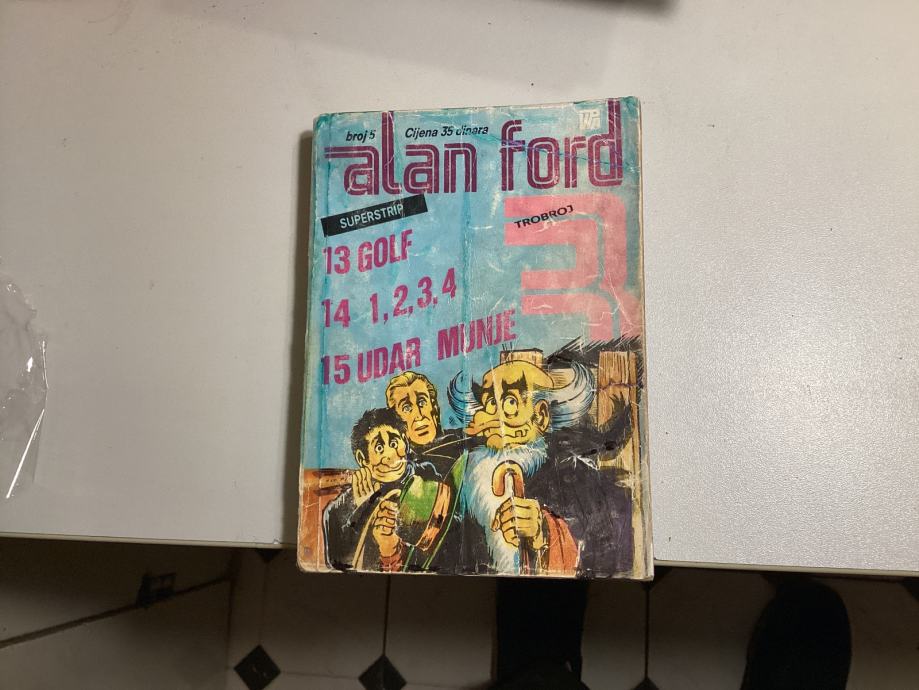 broj 5 Cijena 35 dinara
alan ford
SUPERSTRIP
TROBROJ
3
13 GOLF
14 1, 2, 3, 4
15 UDAR MUNJE